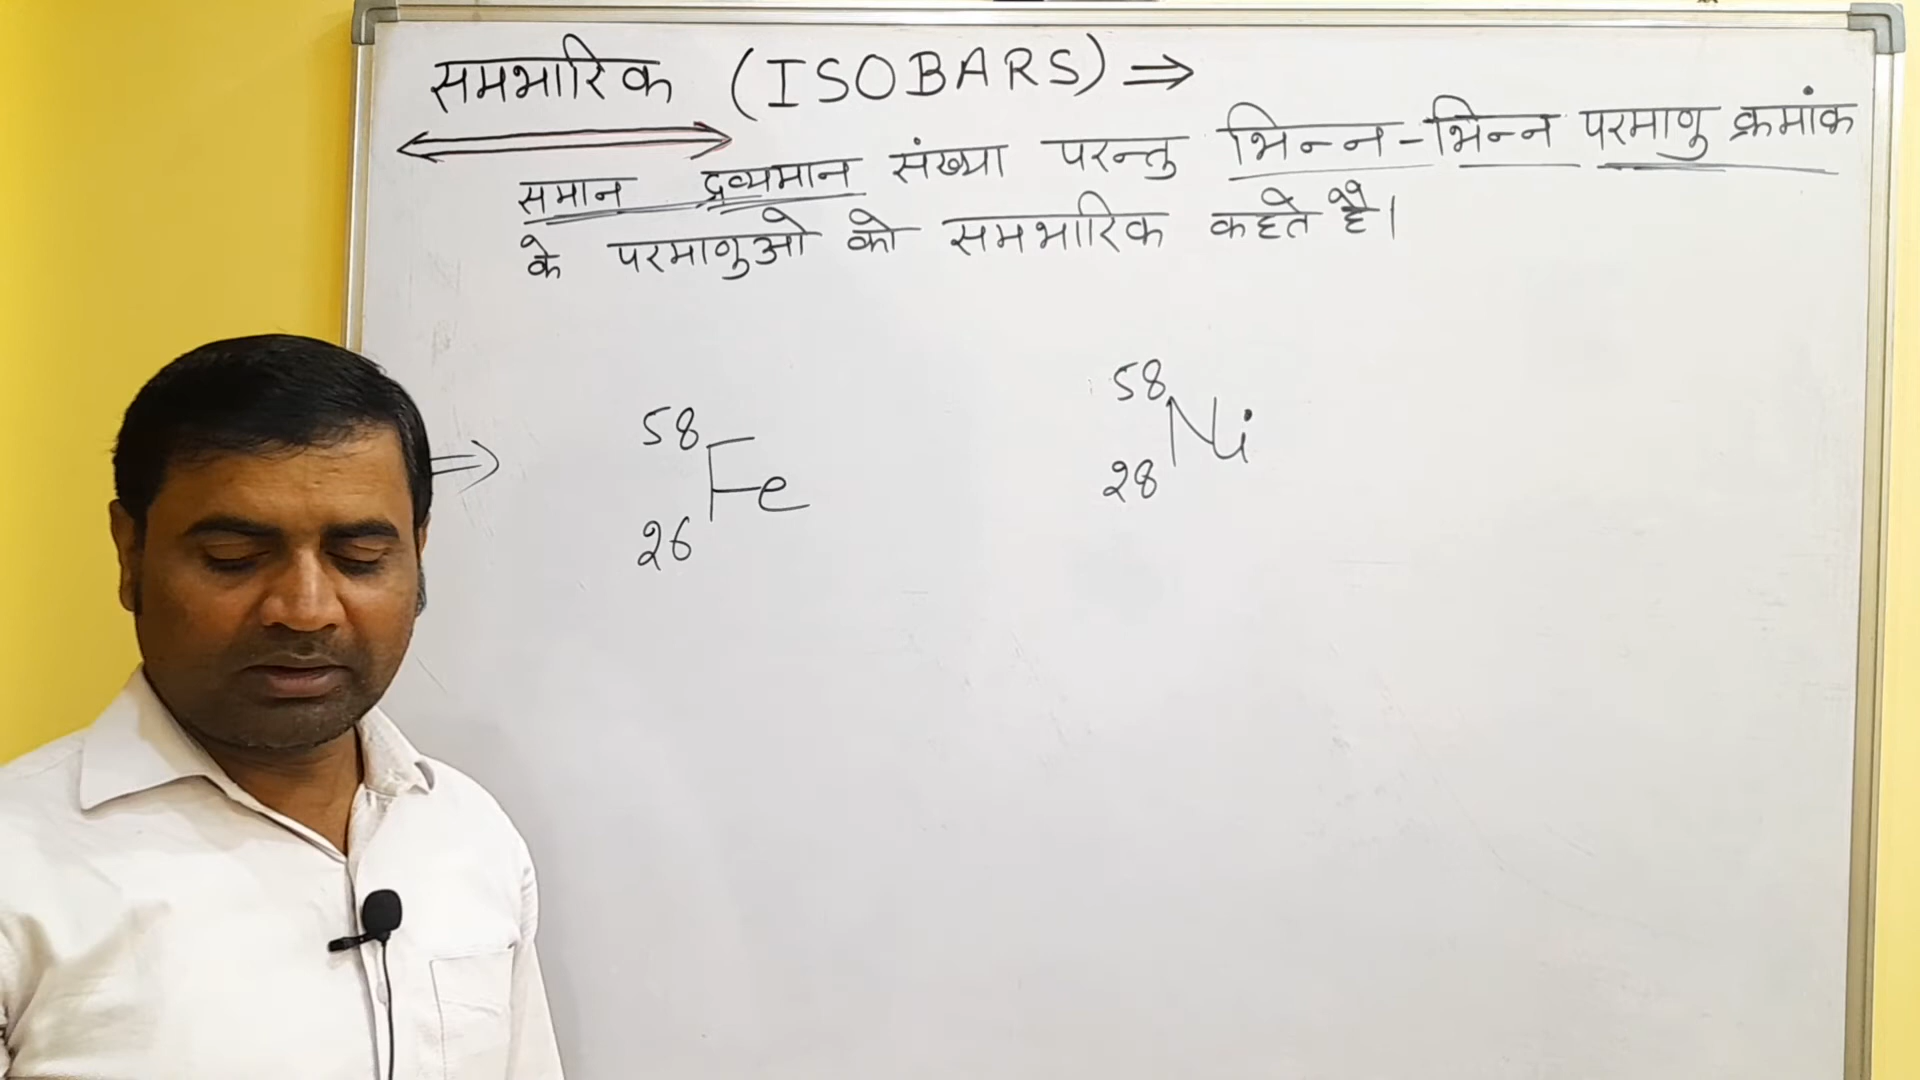 समभारिक (ISOBARS) ⇒
समान द्रव्यमान संख्या परन्तु भिन्न-भिन्न परमाणु क्रमांक
के परमाणुओ को समभारिक कहते है।
⇒ 58 Fe 26 58 Ni 28